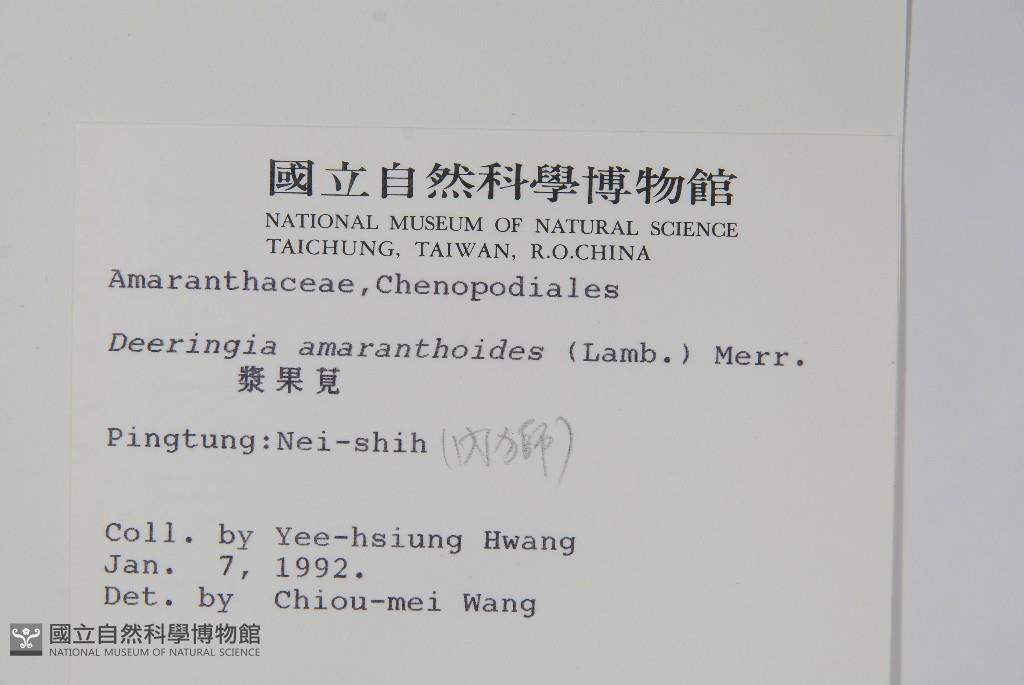 國立自然科學博物館
NATIONAL MUSEUM OF NATURAL SCIENCE
TAICHUNG, TAIWAN, R.O.CHINA
Amaranthaceae,Chenopodiales
Deeringia amaranthoides (Lamb.) Merr.
漿果莧
Pingtung:Nei-shih (內力師)
Coll. by Yee-hsiung Hwang
Jan. 7, 1992.
Det. by Chiou-mei Wang
國立自然科學博物館
NATIONAL MUSEUM OF NATURAL SCIENCE